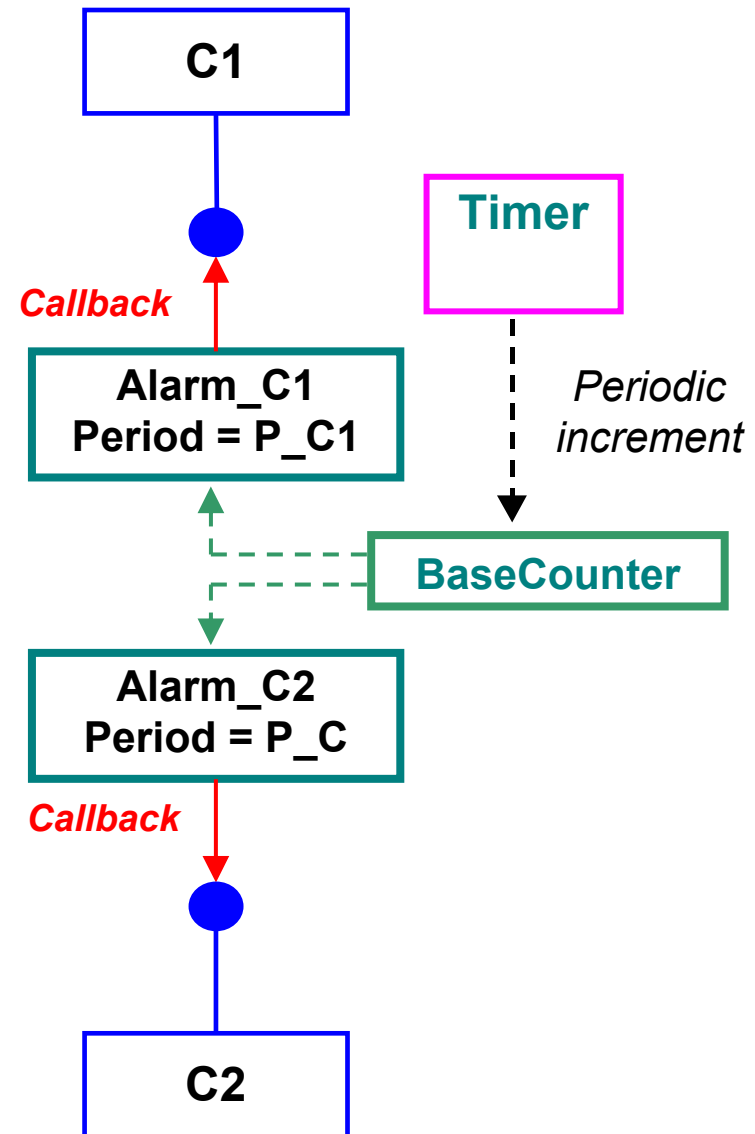 C1
Timer
Callback
Alarm_C1
Period = P_C1
Periodic
increment
BaseCounter
Alarm_C2
Period = P_C
Callback
C2